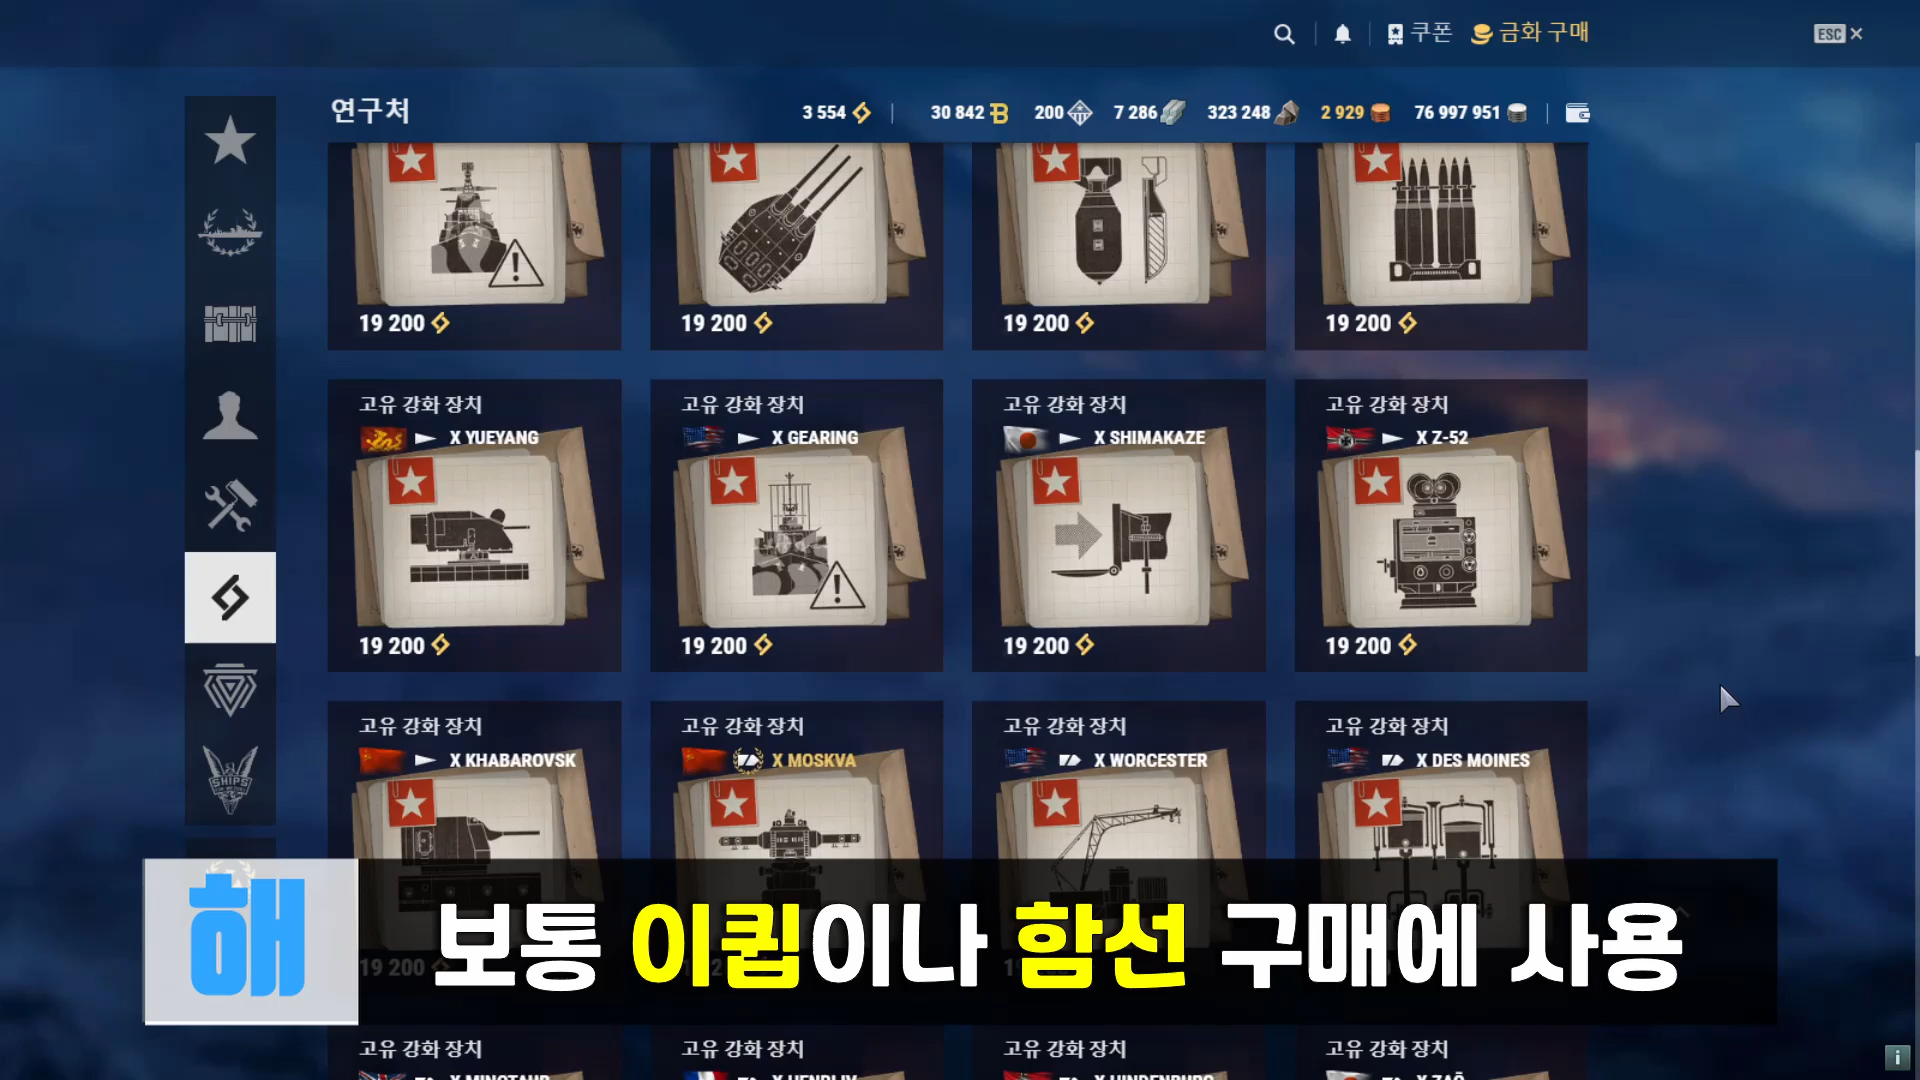 쿠폰 금화 구매 ESC
연구처 3 554 30 842 200 7 286 323 248 2 929 76 997 951
19 200 19 200 19 200 19 200
고유 강화 장치 고유 강화 장치 고유 강화 장치 고유 강화 장치
X YUEYANG X GEARING X SHIMAKAZE X Z-52
19 200 19 200 19 200 19 200
고유 강화 장치 고유 강화 장치 고유 강화 장치 고유 강화 장치
X KHABAROVSK X MOSKVA X WORCESTER X DES MOINES
SHIPS
해 보통 이큅이나 함선 구매에 사용
19 200
고유 강화 장치 고유 강화 장치 고유 강화 장치 고유 강화 장치
X MINOTAUR X HENRI IV X HINDENBURG X ZAŌ